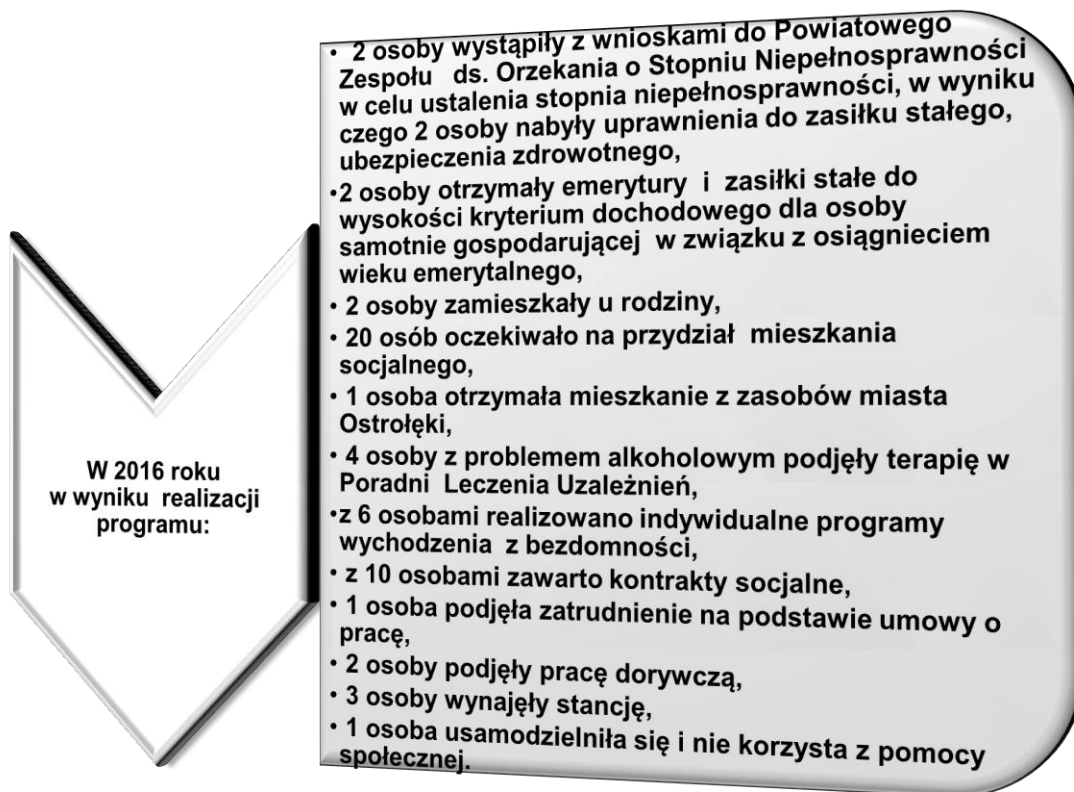 W 2016 roku
w wyniku realizacji
programu:
• 2 osoby wystąpiły z wnioskami do Powiatowego
Zespołu ds. Orzekania o Stopniu Niepełnosprawności
w celu ustalenia stopnia niepełnosprawności, w wyniku
czego 2 osoby nabyły uprawnienia do zasiłku stałego,
ubezpieczenia zdrowotnego,
•2 osoby otrzymały emerytury i zasiłki stałe do
wysokości kryterium dochodowego dla osoby
samotnie gospodarującej w związku z osiągnieciem
wieku emerytalnego,
• 2 osoby zamieszkały u rodziny,
• 20 osób oczekiwało na przydział mieszkania
socjalnego,
• 1 osoba otrzymała mieszkanie z zasobów miasta
Ostrołęki,
• 4 osoby z problemem alkoholowym podjęły terapię w
Poradni Leczenia Uzależnień,
•z 6 osobami realizowano indywidualne programy
wychodzenia z bezdomności,
• z 10 osobami zawarto kontrakty socjalne,
• 1 osoba podjęła zatrudnienie na podstawie umowy o
pracę,
• 2 osoby podjęły pracę dorywczą,
• 3 osoby wynajęły stancję,
• 1 osoba usamodzielniła się i nie korzysta z pomocy
społecznej.